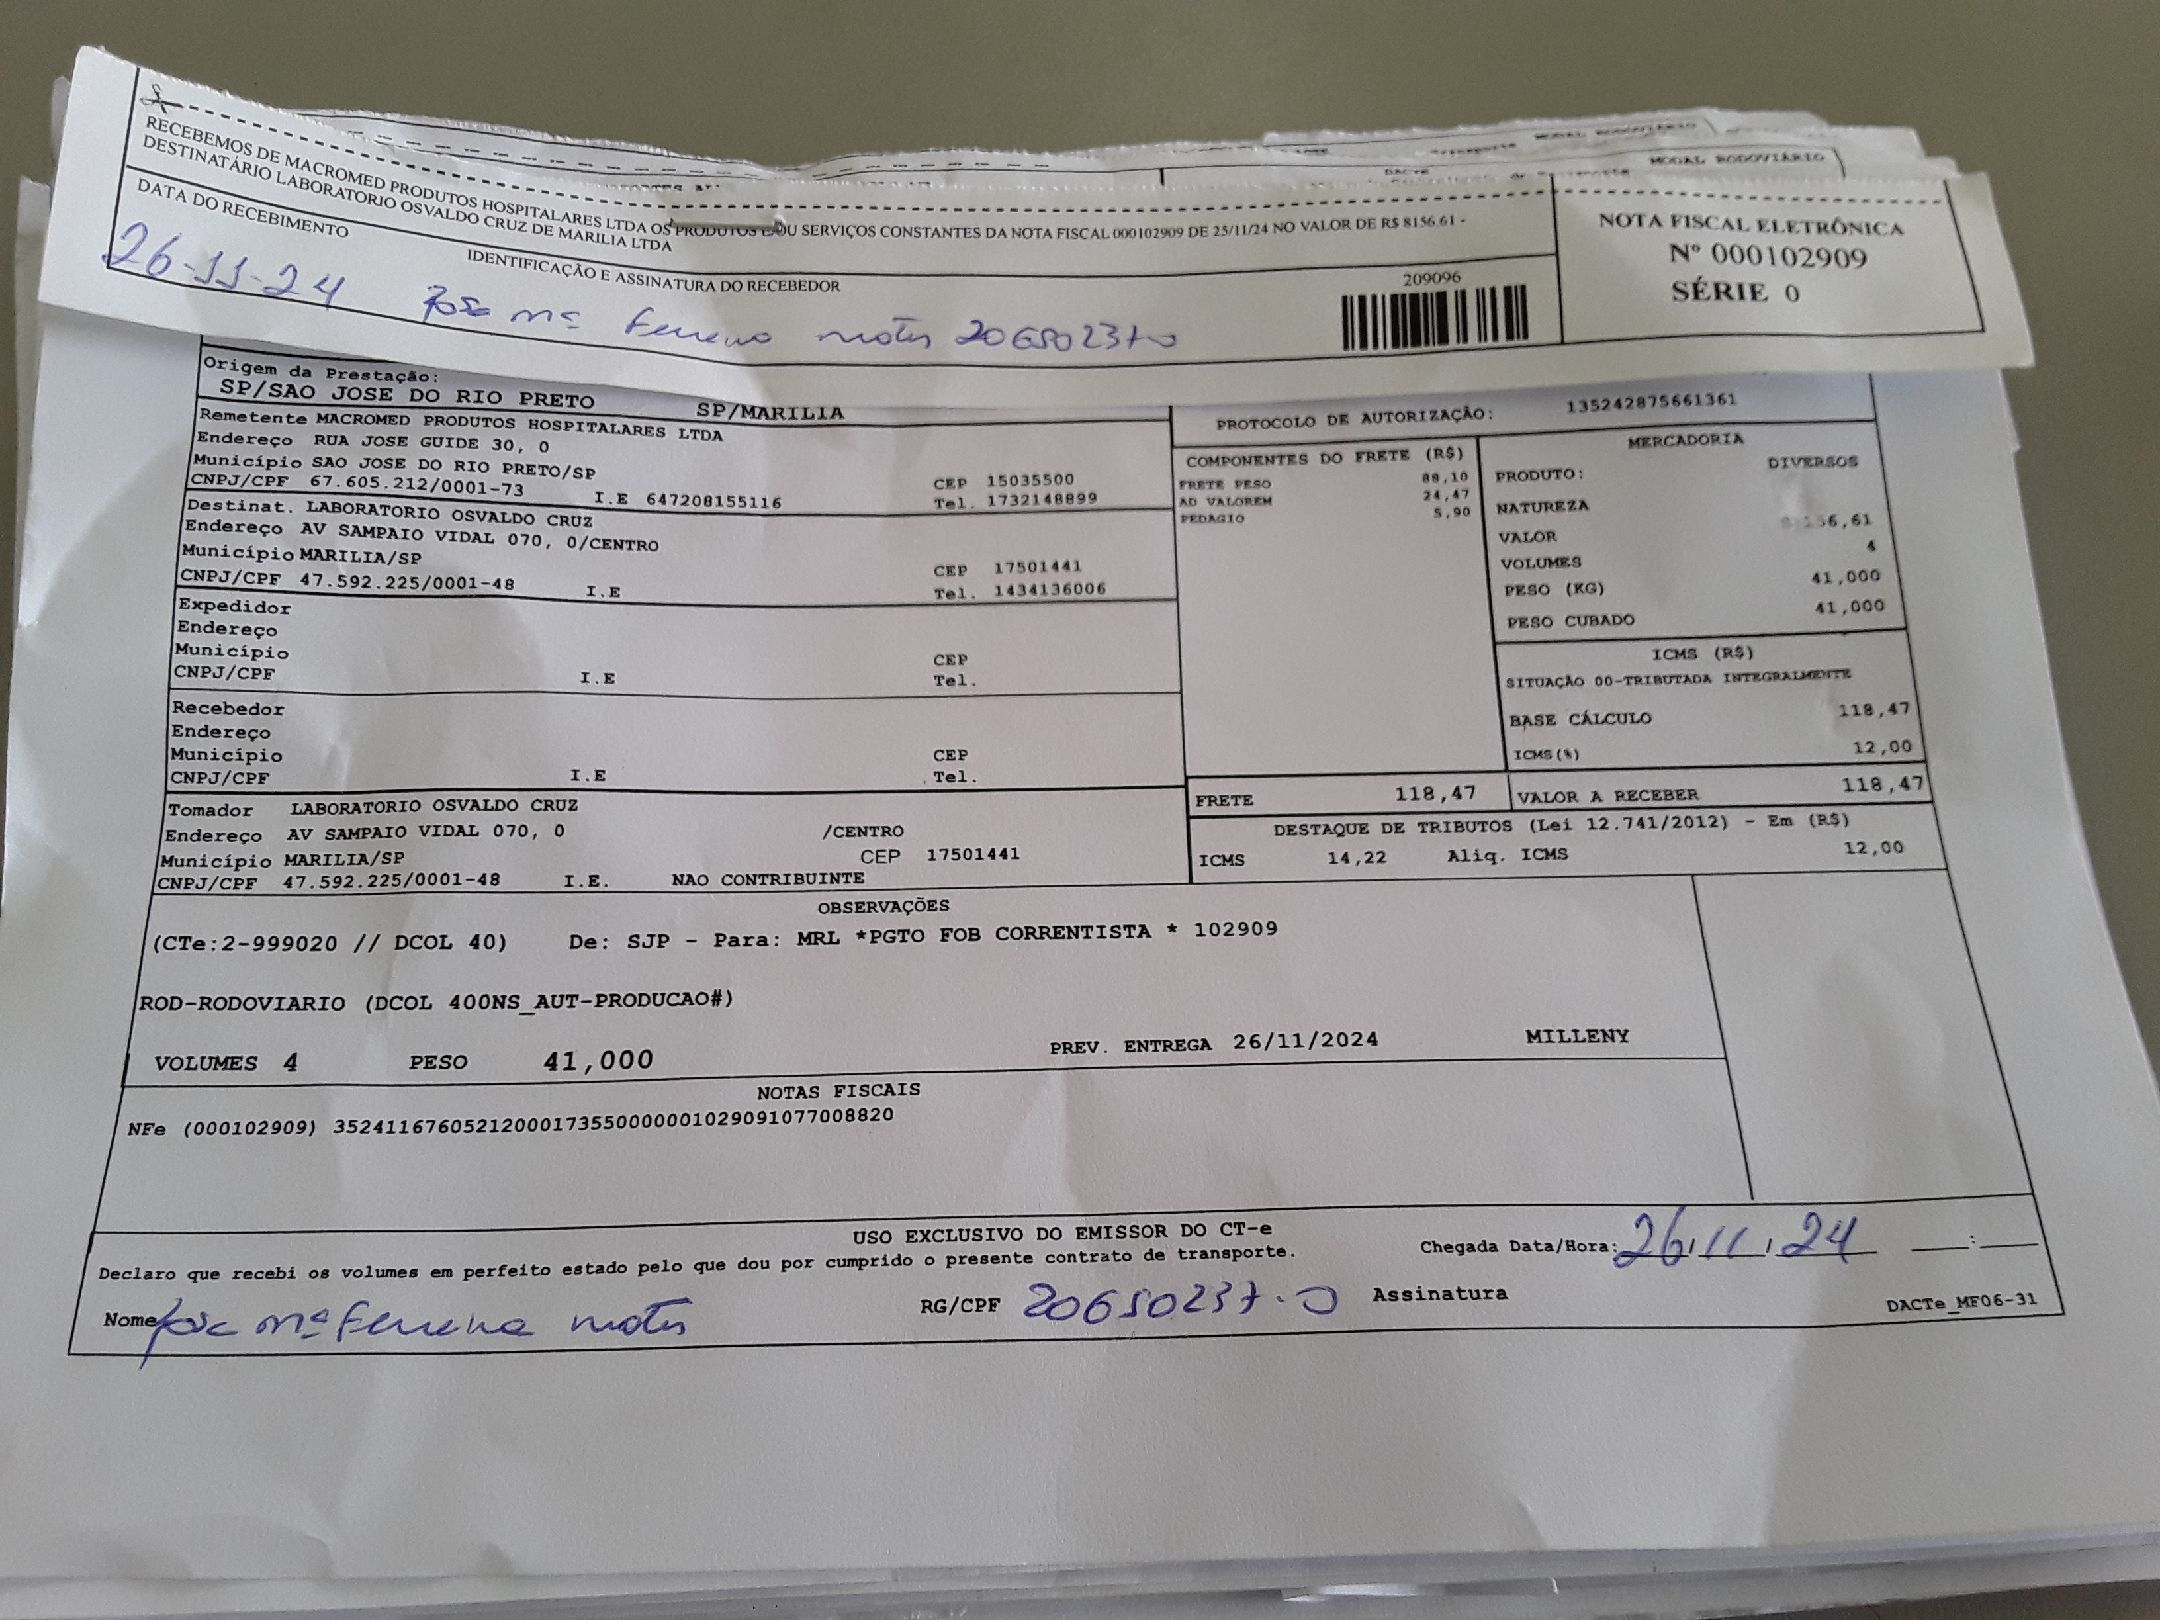 MODAL RODOVIÁRIO
DACTE
MODAL RODOVIÁRIO
RECEBEMOS DE MACROMED PRODUTOS HOSPITALARES LTDA OS PRODUTOS E/OU SERVIÇOS CONSTANTES DA NOTA FISCAL 000102909 DE 25/11/24 NO VALOR DE R$ 8156.61 -
DESTINATÁRIO LABORATORIO OSVALDO CRUZ DE MARILIA LTDA
DATA DO RECEBIMENTO
IDENTIFICAÇÃO E ASSINATURA DO RECEBEDOR
26-11-24 Mª Ferreira 20650237-0
209096
NOTA FISCAL ELETRÔNICA
Nº 000102909
SÉRIE 0
Origem da Prestação:
SP/SAO JOSE DO RIO PRETO SP/MARILIA
Remetente MACROMED PRODUTOS HOSPITALARES LTDA
Endereço RUA JOSE GUIDE 30, 0
Município SAO JOSE DO RIO PRETO/SP CEP 15035500
CNPJ/CPF 67.605.212/0001-73 I.E 647208155116 Tel. 1732148899
Destinat. LABORATORIO OSVALDO CRUZ
Endereço AV SAMPAIO VIDAL 070, 0/CENTRO
Município MARILIA/SP CEP 17501441
CNPJ/CPF 47.592.225/0001-48 I.E Tel. 1434136006
Expedidor
Endereço
Município CEP
CNPJ/CPF I.E Tel.
Recebedor
Endereço
Município CEP
CNPJ/CPF I.E Tel.
Tomador LABORATORIO OSVALDO CRUZ
Endereço AV SAMPAIO VIDAL 070, 0 /CENTRO
Município MARILIA/SP CEP 17501441
CNPJ/CPF 47.592.225/0001-48 I.E. NAO CONTRIBUINTE
PROTOCOLO DE AUTORIZAÇÃO: 135242875661361
COMPONENTES DO FRETE (R$)
FRETE PESO 88,10
AD VALOREM 24,47
PEDAGIO 5,90
MERCADORIA
PRODUTO: DIVERSOS
NATUREZA
VALOR
VOLUMES 4
PESO (KG) 41,000
PESO CUBADO 41,000
ICMS (R$)
SITUAÇÃO 00-TRIBUTADA INTEGRALMENTE
BASE CÁLCULO 118,47
ICMS(%) 12,00
FRETE 118,47 VALOR A RECEBER 118,47
DESTAQUE DE TRIBUTOS (Lei 12.741/2012) - Em (R$)
ICMS 14,22 Aliq. ICMS 12,00
OBSERVAÇÕES
(CTe:2-999020 // DCOL 40) De: SJP - Para: MRL *PGTO FOB CORRENTISTA * 102909
ROD-RODOVIARIO (DCOL 400NS_AUT-PRODUCAO#)
VOLUMES 4 PESO 41,000 PREV. ENTREGA 26/11/2024 MILLENY
NOTAS FISCAIS
NFe (000102909) 35241167605212000173550000001029091077008820
USO EXCLUSIVO DO EMISSOR DO CT-e
Declaro que recebi os volumes em perfeito estado pelo que dou por cumprido o presente contrato de transporte. Chegada Data/Hora: 26/11/24 __:__
Nome Mª Ferreira RG/CPF 20650237-0 Assinatura
DACTe_MF06-31